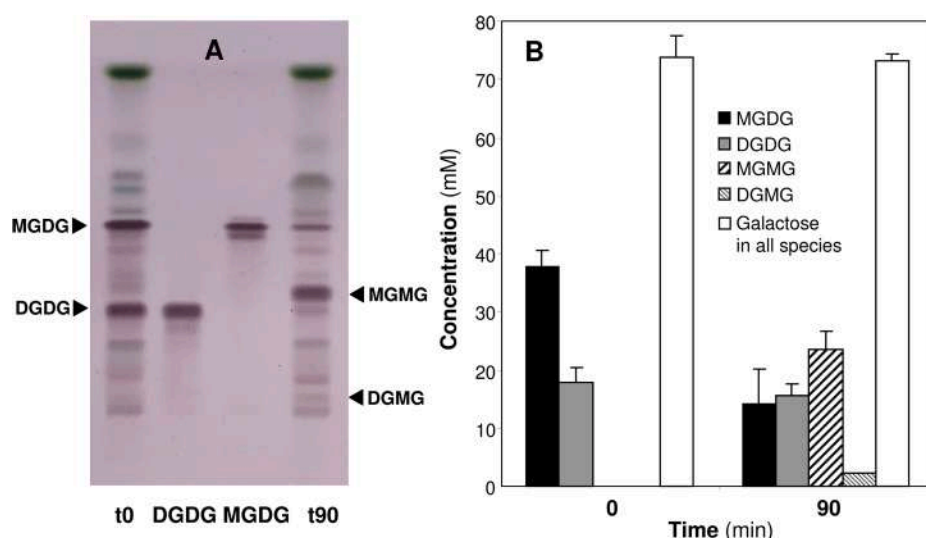 A
MGDG
DGDG
MGMG
DGMG
t0 DGDG MGDG t90
B
80
70
60
50
40
30
20
10
0
Concentration (mM)
MGDG
DGDG
MGMG
DGMG
Galactose
in all species
0 90
Time (min)